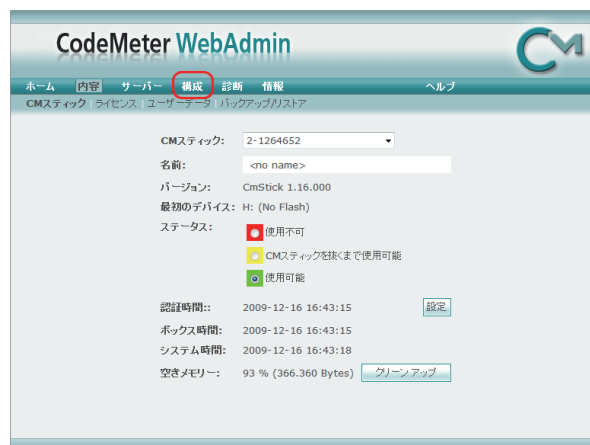 CodeMeter WebAdmin
CM
ホーム 内容 サーバー 構成 診断 情報 ヘルプ
CMスティック | ライセンス | ユーザーデータ | バックアップ/リストア
CMスティック: 2-1264652
名前: <no name>
バージョン: CmStick 1.16.000
最初のデバイス: H: (No Flash)
ステータス: 使用不可
CMスティックを抜くまで使用可能
使用可能
認証時間:: 2009-12-16 16:43:15 設定
ボックス時間: 2009-12-16 16:43:15
システム時間: 2009-12-16 16:43:18
空きメモリー: 93 % (366.360 Bytes) クリーンアップ